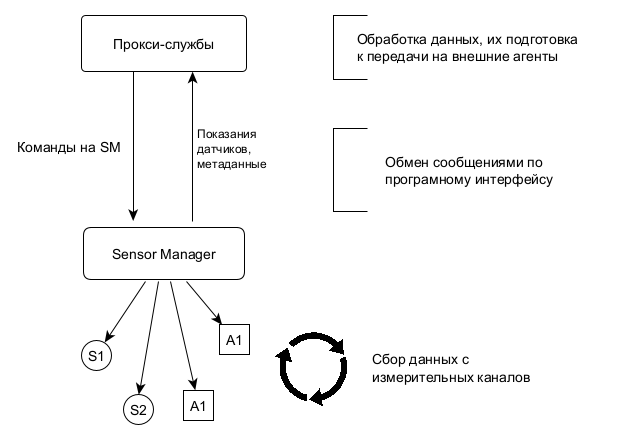 Прокси-службы
Обработка данных, их подготовка
к передачи на внешние агенты
Команды на SM
Показания
датчиков,
метаданные
Обмен сообщениями по
програмному интерфейсу
Sensor Manager
S1
A1
S2
A1
Сбор данных с
измерительных каналов